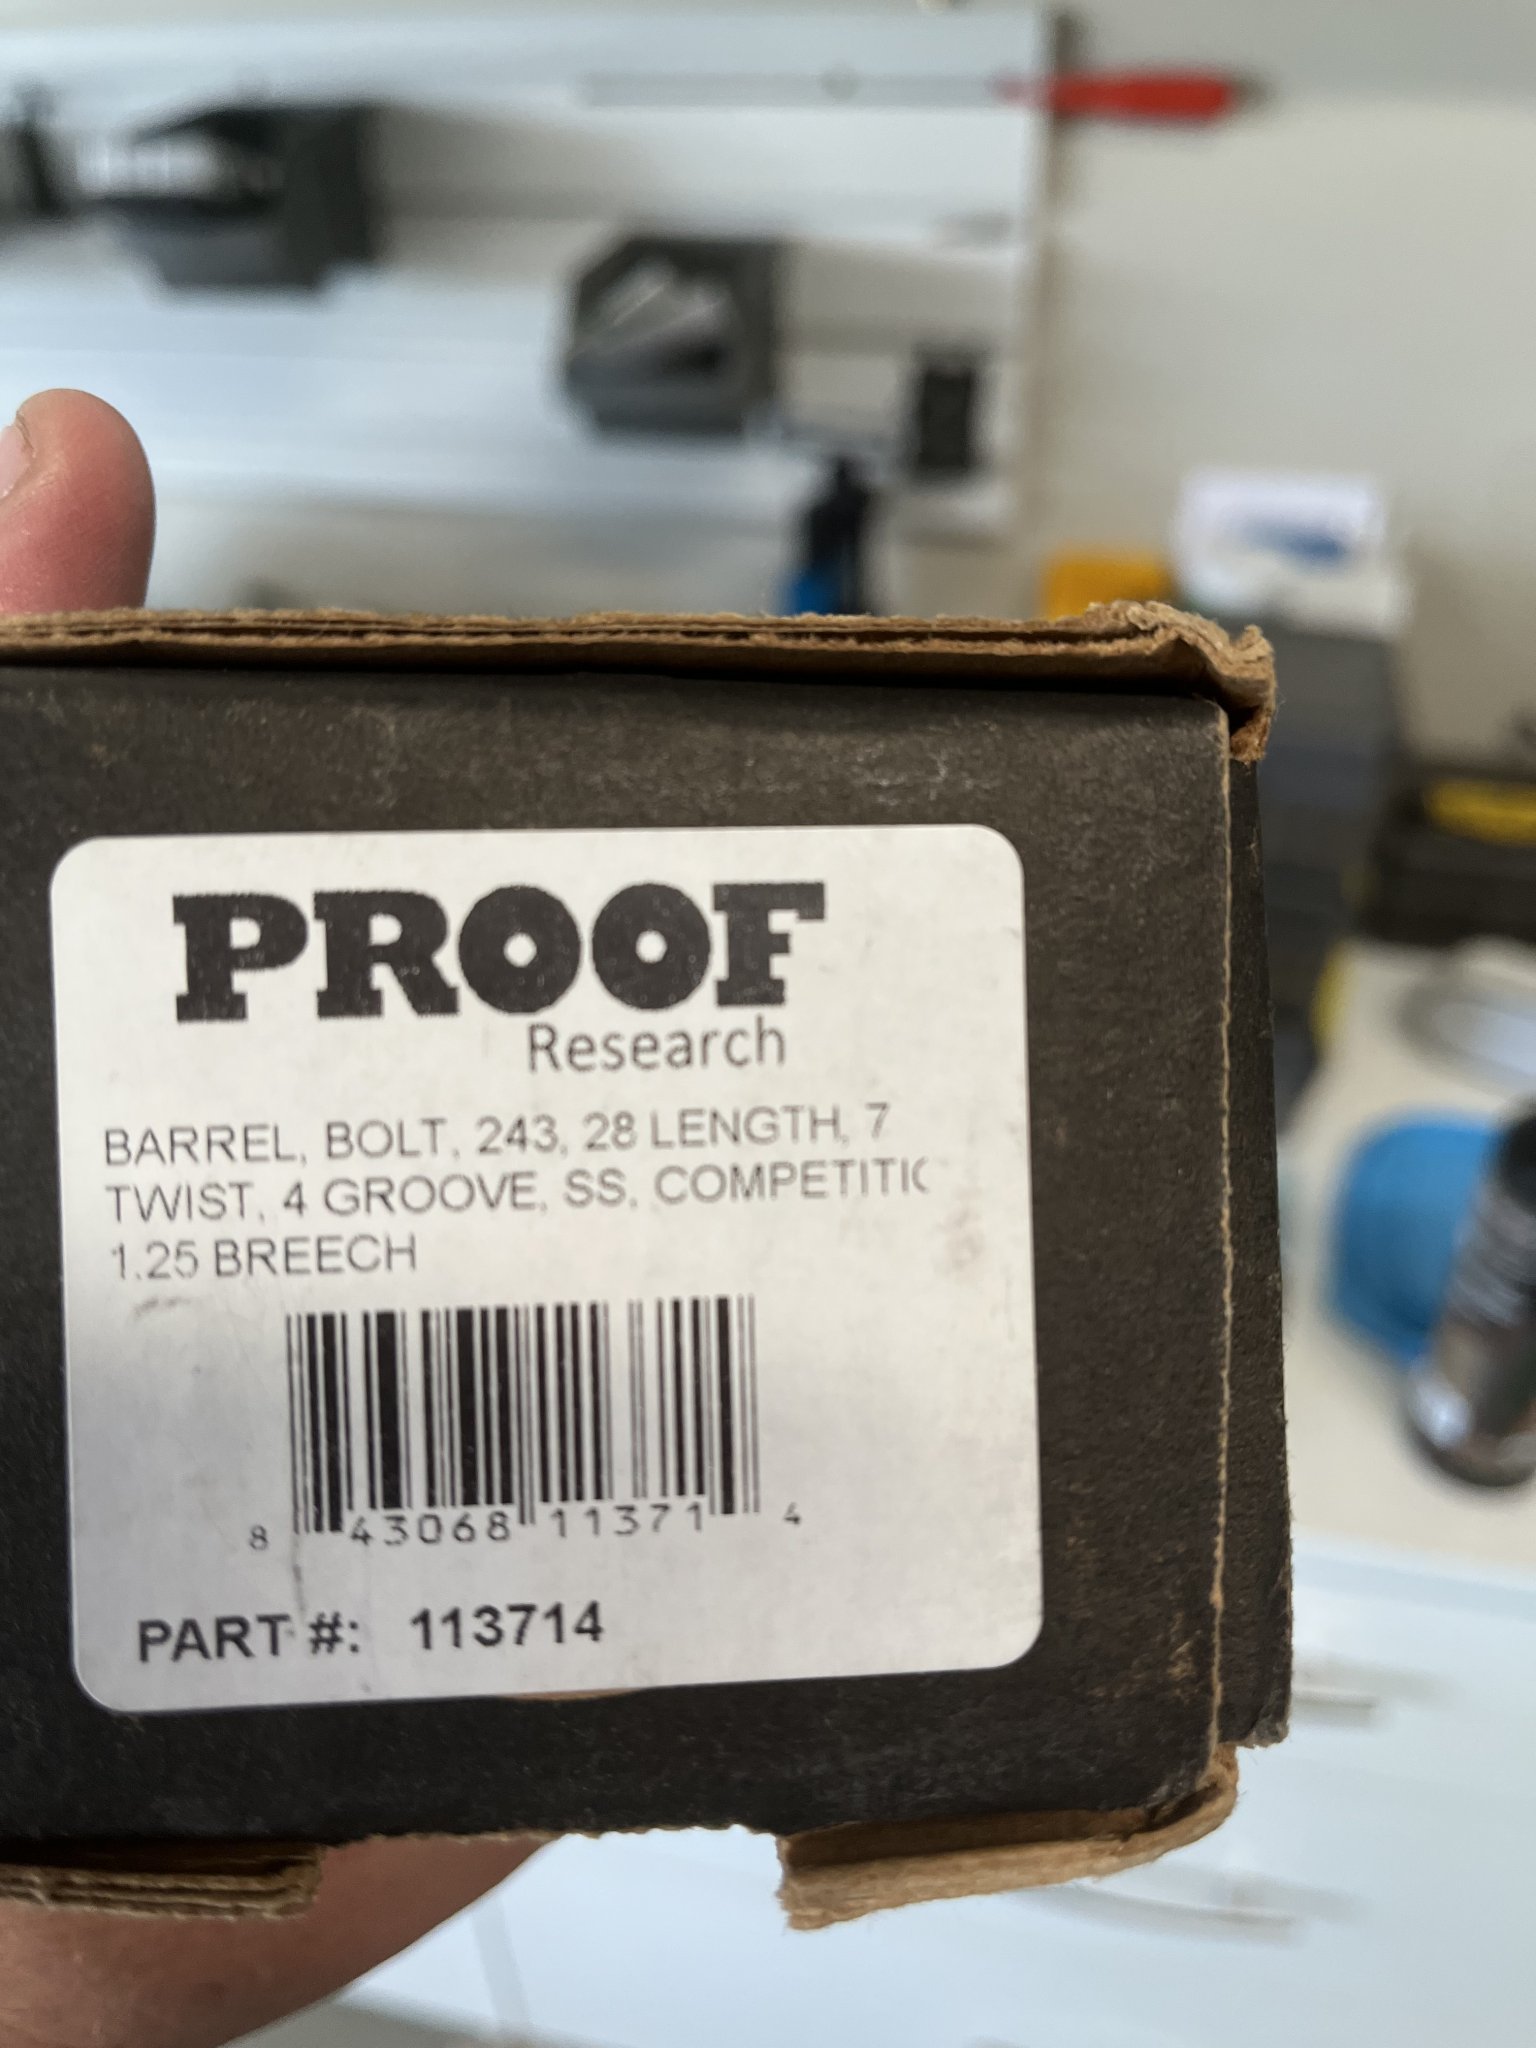 PROOF
Research
BARREL, BOLT, 243, 28 LENGTH, 7
TWIST, 4 GROOVE, SS, COMPETITIC
1.25 BREECH
8 43068 11371 4
PART #: 113714